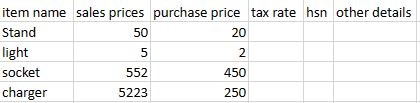 item name sales prices purchase price tax rate hsn other details
Stand 50 20
light 5 2
socket 552 450
charger 5223 250